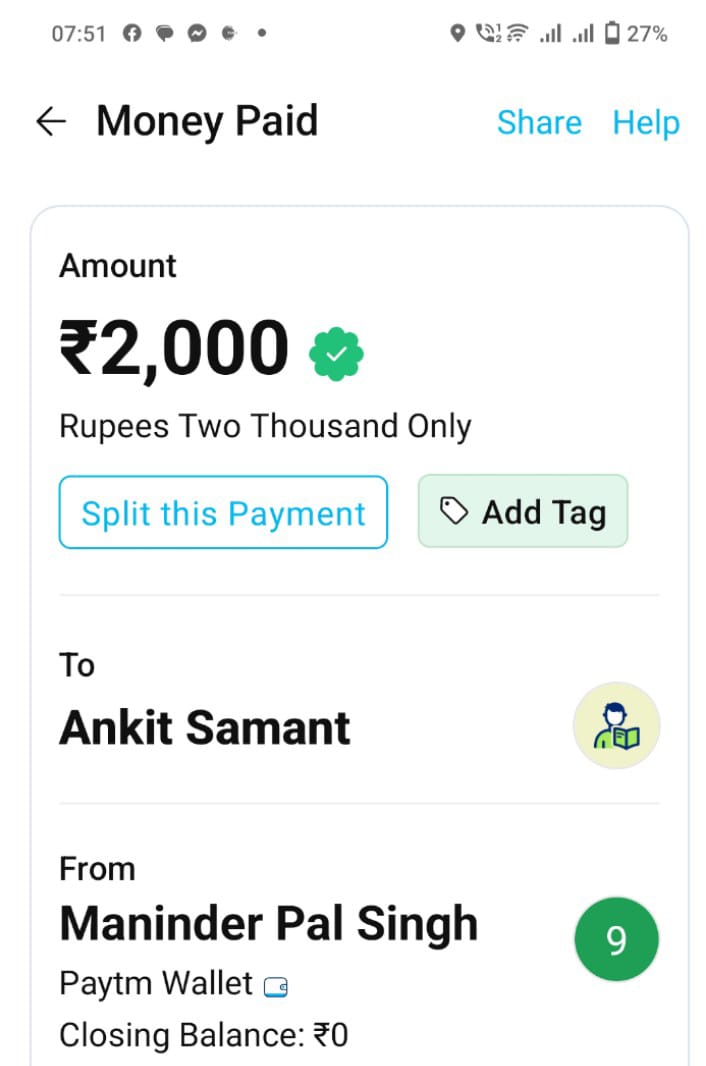 07:51 27%
Money Paid Share Help
Amount
₹2,000
Rupees Two Thousand Only
Split this Payment Add Tag
To
Ankit Samant
From
Maninder Pal Singh
9
Paytm Wallet
Closing Balance: ₹0